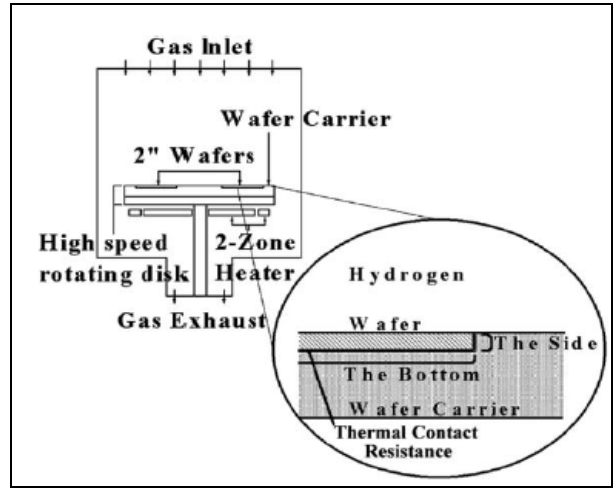 Gas Inlet
Wafer Carrier
2" Wafers
High speed
rotating disk
2-Zone
Heater
Gas Exhaust
Hydrogen
Wafer
The Side
The Bottom
Wafer Carrier
Thermal Contact
Resistance